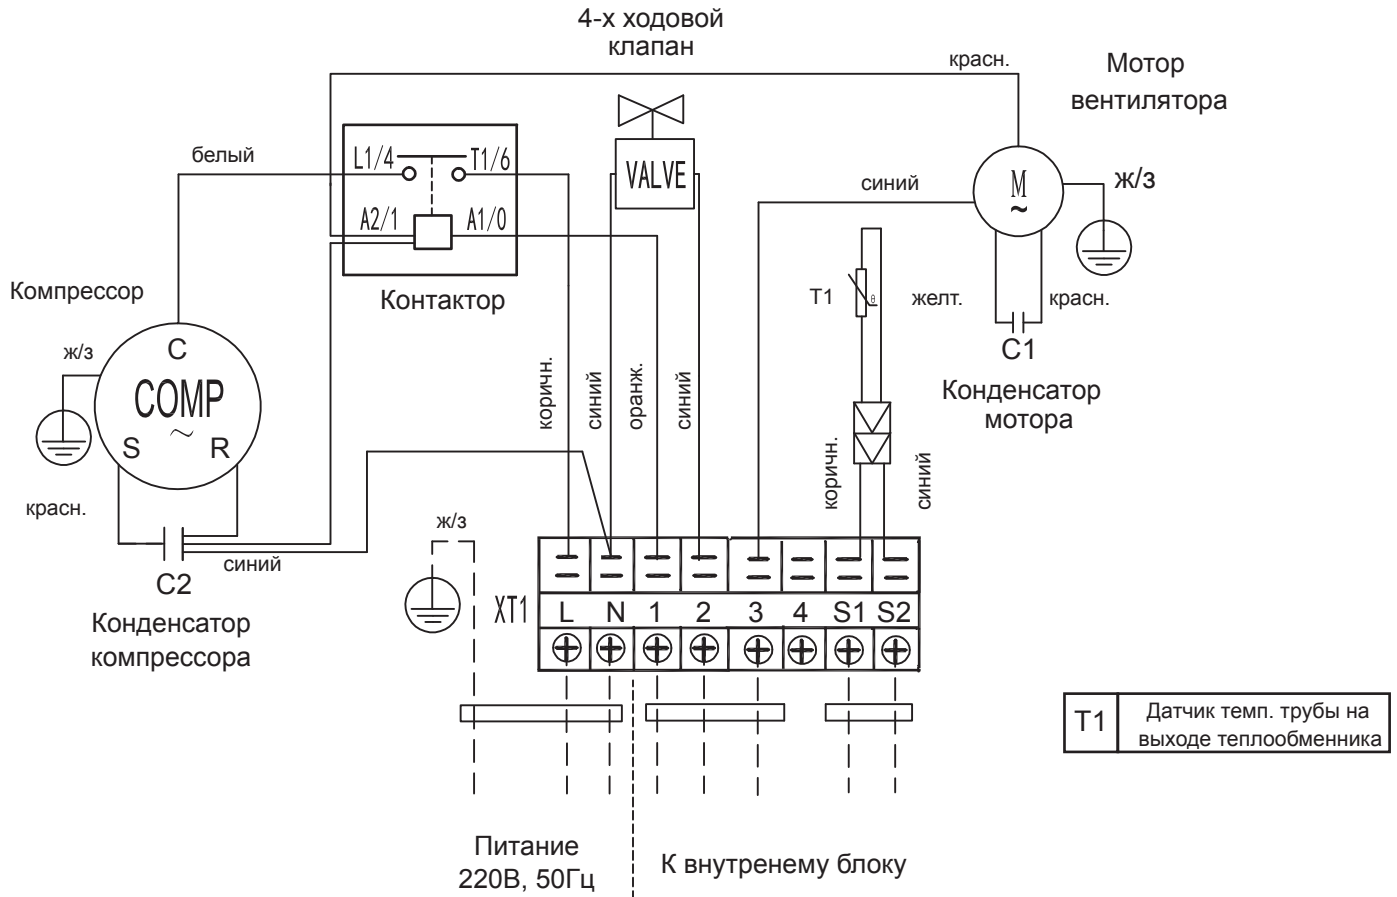 4-х ходовой
клапан
красн.
Мотор
вентилятора
белый
L1/4
T1/6
VALVE
синий
M
~
ж/з
A2/1
A1/0
Компрессор
Контактор
T1
θ
желт.
красн.
C1
Конденсатор
мотора
ж/з
C
COMP
~
S
R
коричн.
синий
оранж.
синий
коричн.
синий
красн.
синий
C2
Конденсатор
компрессора
ж/з
XT1
L N 1 2 3 4 S1 S2
T1
Датчик темп. трубы на
выходе теплообменника
Питание
220В, 50Гц
К внутренему блоку